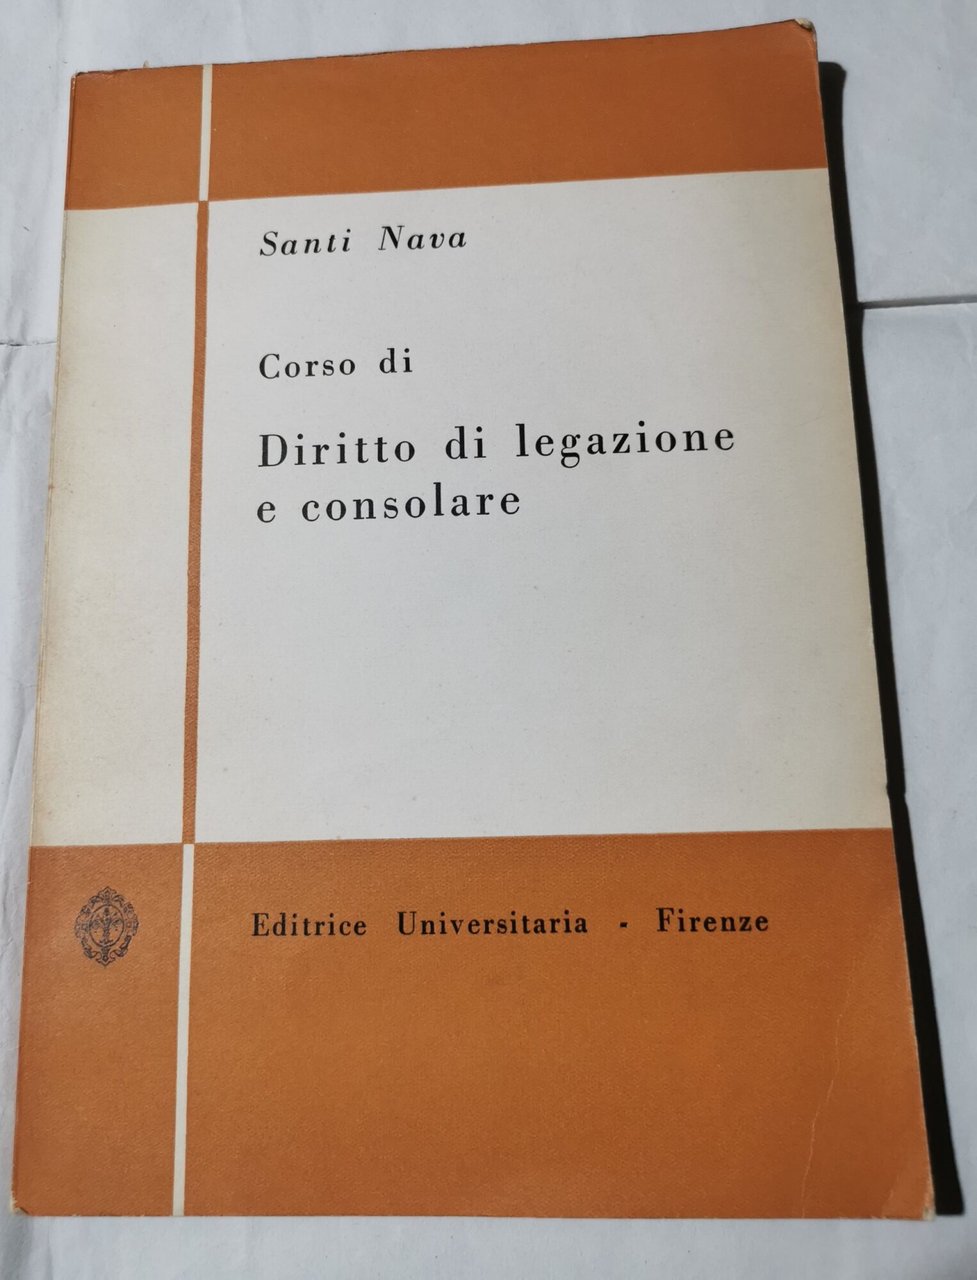 Santi Nava
Corso di
Diritto di legazione
e consolare
Editrice Universitaria - Firenze